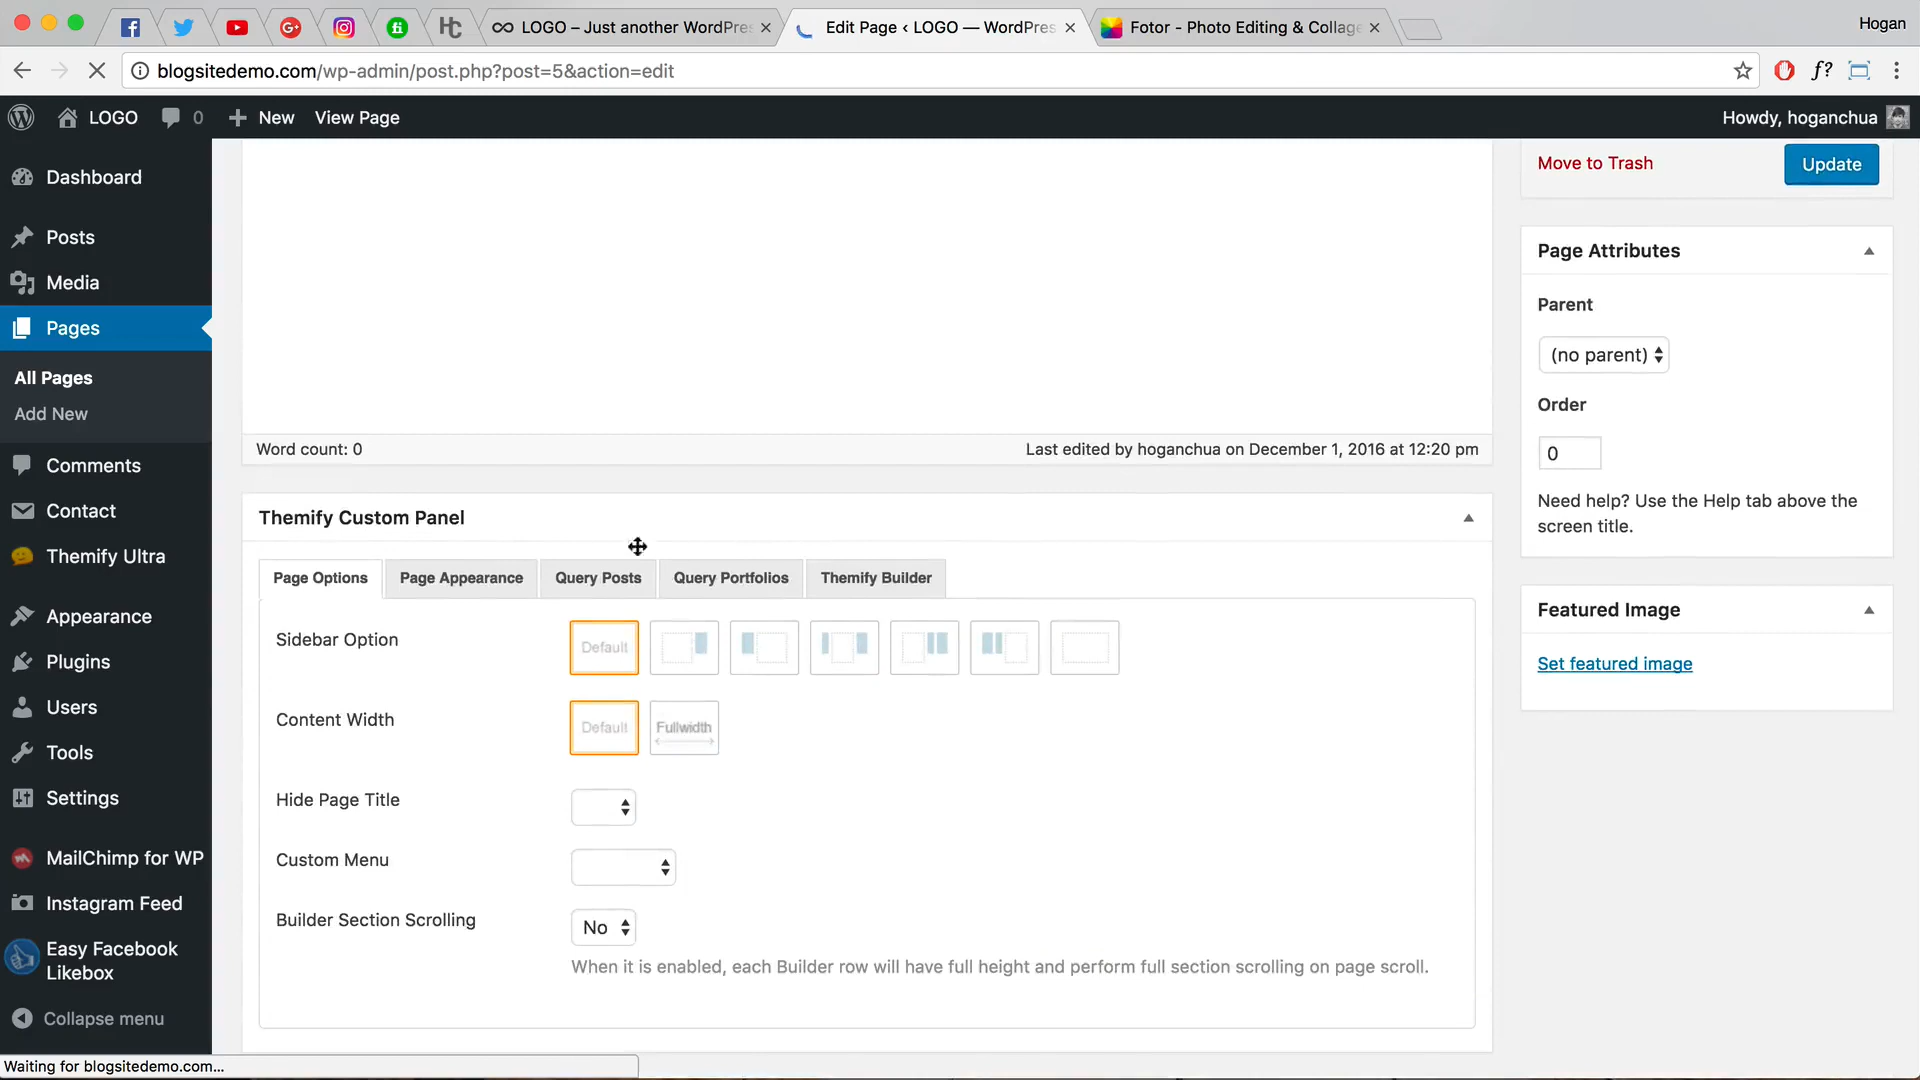 LOGO – Just another WordPres
Edit Page ‹ LOGO — WordPres
Fotor - Photo Editing & Collage
Hogan
blogsitedemo.com/wp-admin/post.php?post=5&action=edit
f?
LOGO
0
New
View Page
Howdy, hoganchua
Dashboard
Posts
Media
Pages
All Pages
Add New
Comments
Contact
Themify Ultra
Appearance
Plugins
Users
Tools
Settings
MailChimp for WP
Instagram Feed
Easy Facebook
Likebox
Collapse menu
Word count: 0
Last edited by hoganchua on December 1, 2016 at 12:20 pm
Themify Custom Panel
Page Options
Page Appearance
Query Posts
Query Portfolios
Themify Builder
Sidebar Option
Default
Content Width
Default
Fullwidth
Hide Page Title
Custom Menu
Builder Section Scrolling
No
When it is enabled, each Builder row will have full height and perform full section scrolling on page scroll.
Move to Trash
Update
Page Attributes
Parent
(no parent)
Order
0
Need help? Use the Help tab above the
screen title.
Featured Image
Set featured image
Waiting for blogsitedemo.com...